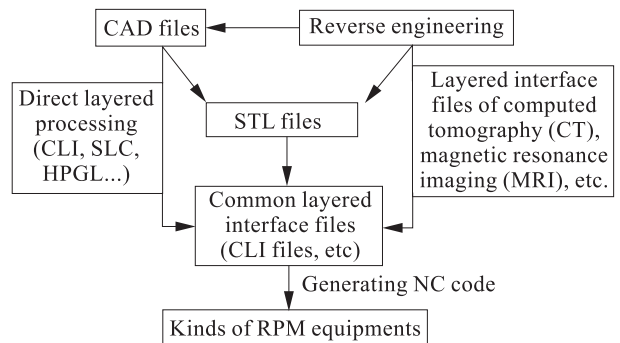 CAD files
Reverse engineering
Direct layered
processing
(CLI, SLC,
HPGL...)
STL files
Layered interface
files of computed
tomography (CT),
magnetic resonance
imaging (MRI), etc.
Common layered
interface files
(CLI files, etc)
Generating NC code
Kinds of RPM equipments